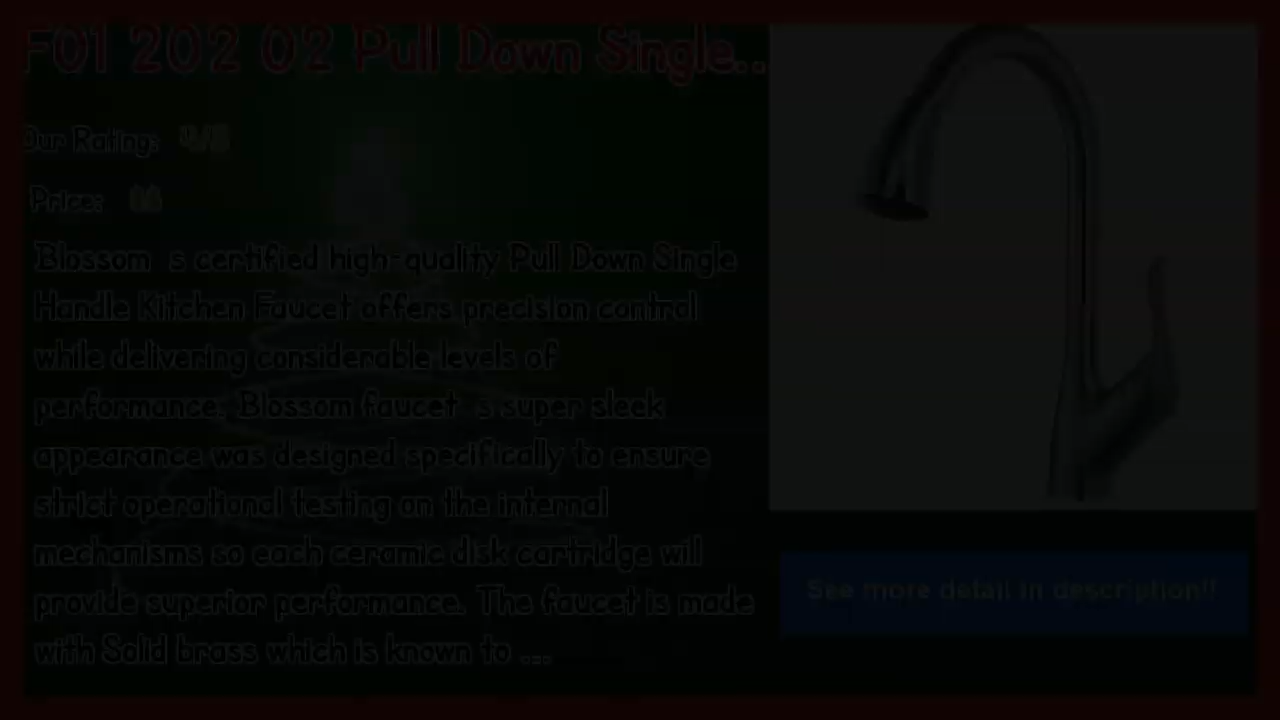 F01 202 02 Pull Down Single..
Our Rating:
Price:
Blossom s certified high-quality Pull Down Single
Handle Kitchen Faucet offers precision control
while delivering considerable levels of
performance. Blossom faucet s super sleek
appearance was designed specifically to ensure
strict operational testing on the internal
mechanisms so each ceramic disk cartridge will
provide superior performance. The faucet is made
with Solid brass which is known to ...
See more detail in description!!